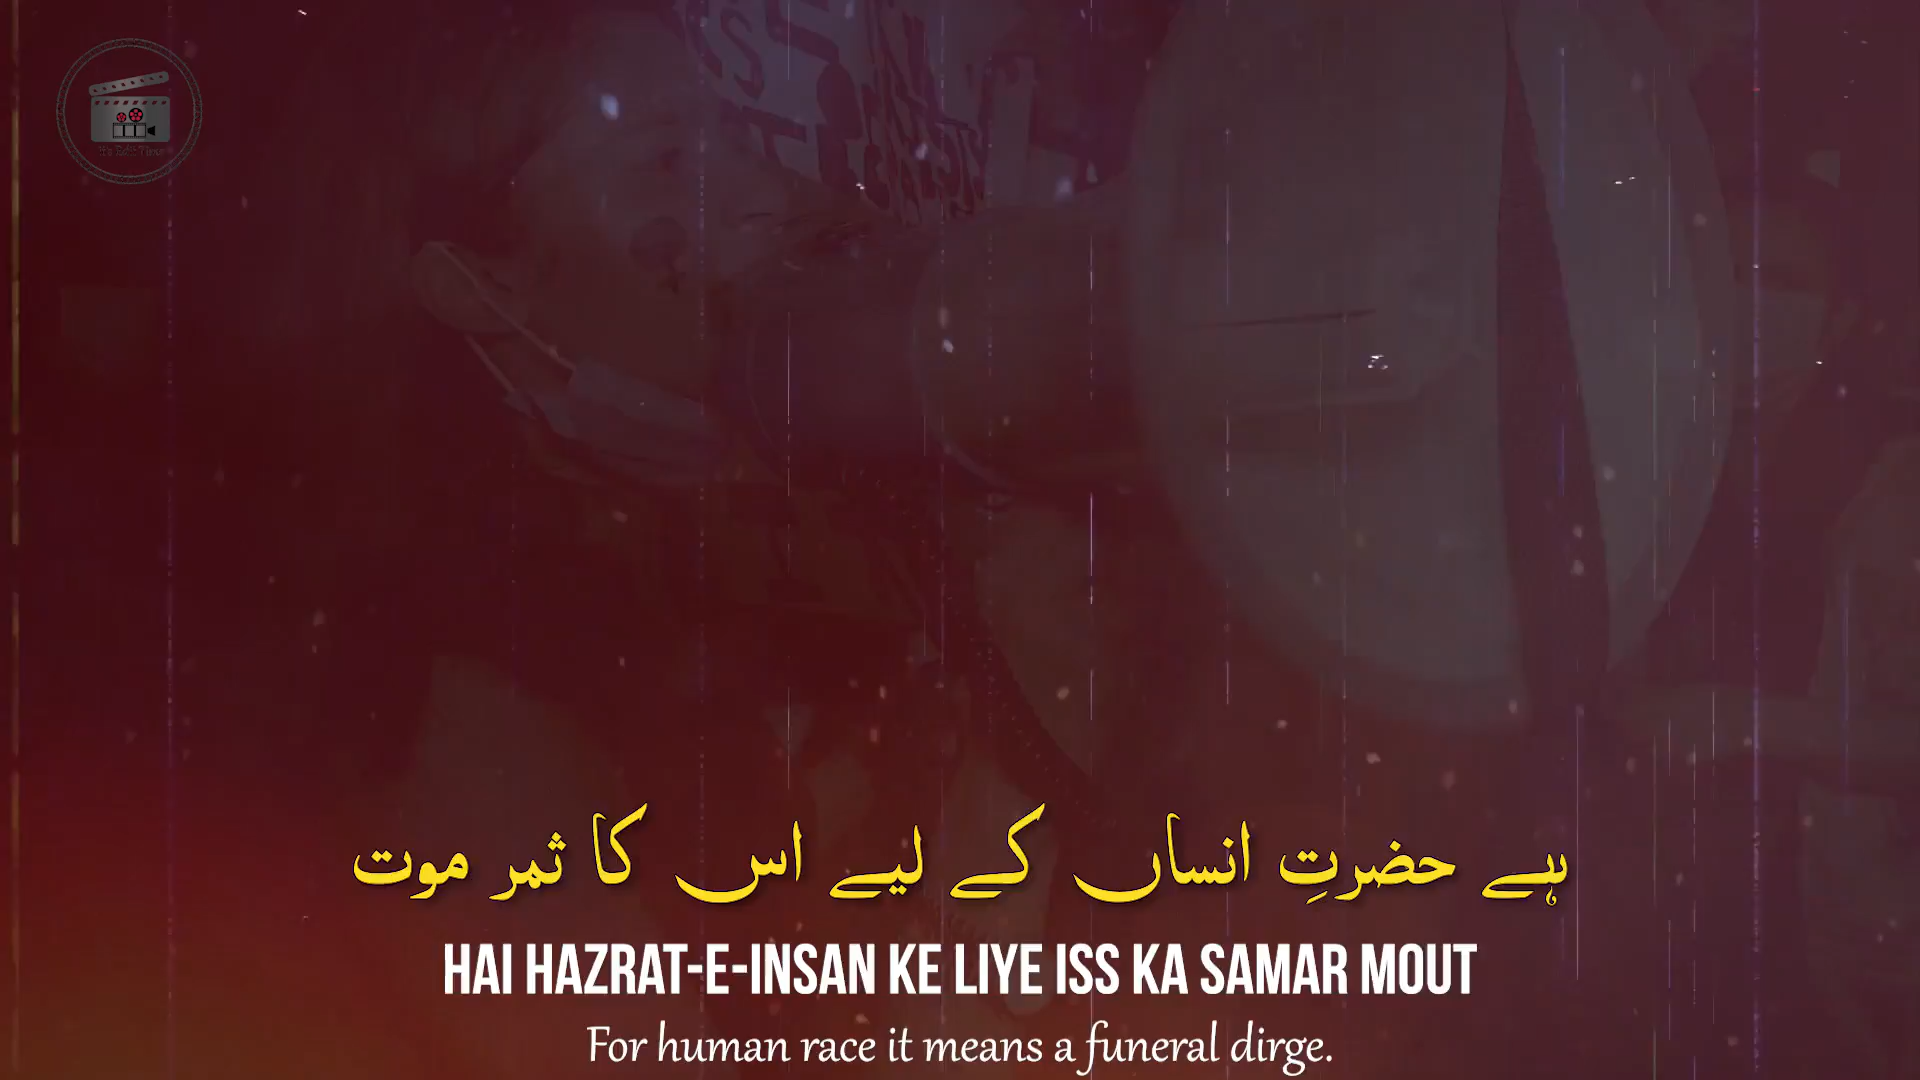 ہے حضرتِ انساں کے لیے اس کا ثمر موت
HAI HAZRAT-E-INSAN KE LIYE ISS KA SAMAR MOUT
For human race it means a funeral dirge.